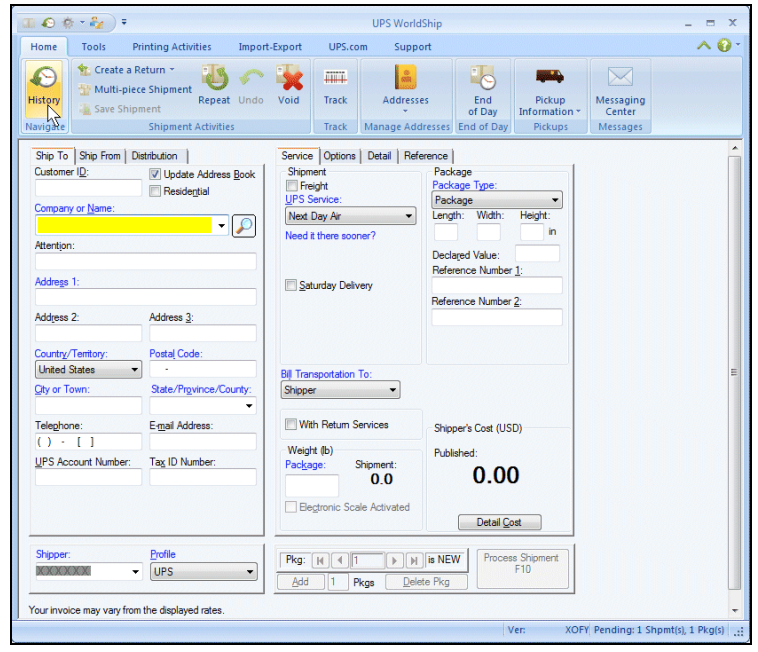 UPS WorldShip
Home Tools Printing Activities Import-Export UPS.com Support
History
Create a Return
Multi-piece Shipment
Save Shipment
Repeat Undo Void Track Addresses End of Day Pickup Information Messaging Center
Navigate Shipment Activities Track Manage Addresses End of Day Pickups Messages
Ship To Ship From Distribution
Customer ID:
Update Address Book
Residential
Company or Name:
Attention:
Address 1:
Address 2: Address 3:
Country/Territory: Postal Code:
United States -
City or Town: State/Province/County:
Telephone: E-mail Address:
( ) - [ ]
UPS Account Number: Tax ID Number:
Shipper: Profile
XXXXXX UPS
Service Options Detail Reference
Shipment
Freight
UPS Service:
Next Day Air
Need it there sooner?
Saturday Delivery
Package
Package Type:
Package
Length: Width: Height:
in
Declared Value:
Reference Number 1:
Reference Number 2:
Bill Transportation To:
Shipper
With Return Services
Weight (lb)
Package: Shipment:
0.0
Electronic Scale Activated
Shipper's Cost (USD)
Published:
0.00
Detail Cost
Pkg: 1 is NEW
Add 1 Pkgs Delete Pkg
Process Shipment
F10
Your invoice may vary from the displayed rates.
Ver: XOFY Pending: 1 Shpmt(s), 1 Pkg(s)